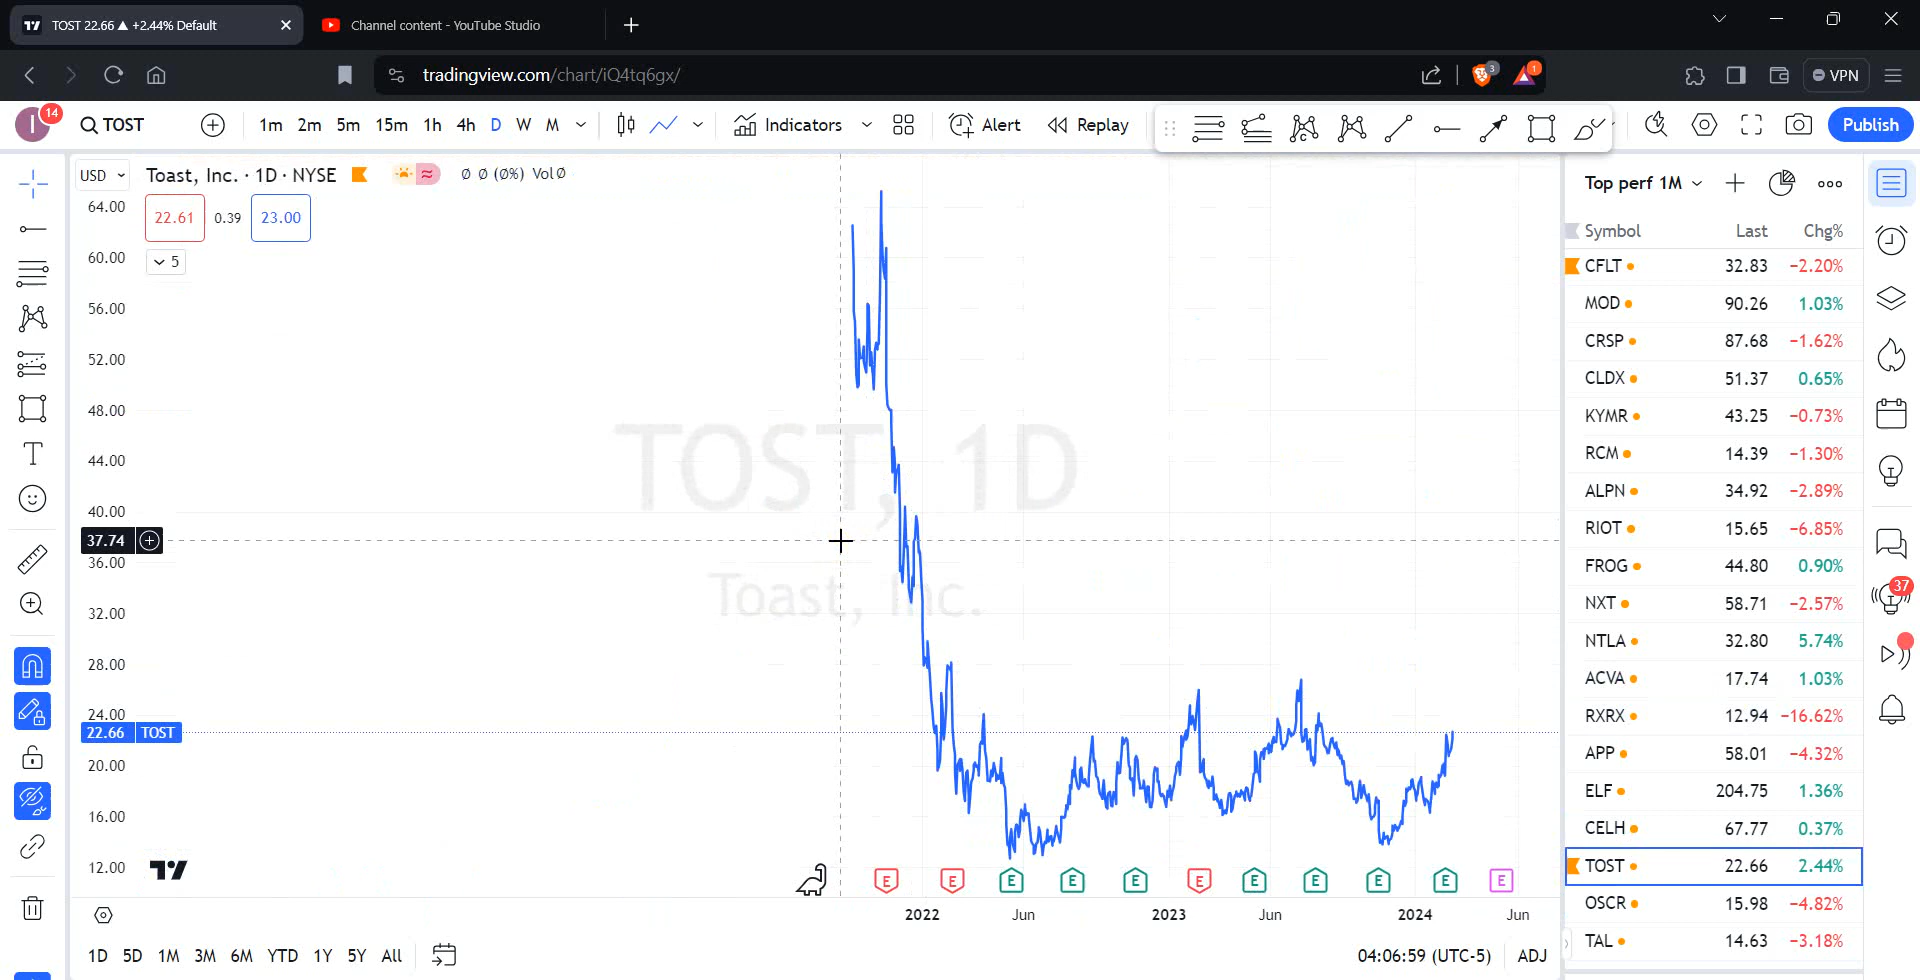 TOST 22.66 ▲ +2.44% Default
Channel content - YouTube Studio
tradingview.com/chart/iQ4tq6gx/
3
1
VPN
I
14
TOST
1m 2m 5m 15m 1h 4h D W M
Indicators
Alert
Replay
Publish
USD
Toast, Inc. · 1D · NYSE
Ø Ø (0%) Vol Ø
22.61 0.39 23.00
5
64.00
60.00
56.00
52.00
48.00
44.00
40.00
37.74
36.00
32.00
28.00
24.00
22.66 TOST
20.00
16.00
12.00
TOST, 1D
Toast, Inc.
E E E E E E E E E E E
2022 Jun 2023 Jun 2024 Jun
1D 5D 1M 3M 6M YTD 1Y 5Y All
04:06:59 (UTC-5) ADJ
Top perf 1M
Symbol Last Chg%
CFLT 32.83 −2.20%
MOD 90.26 1.03%
CRSP 87.68 −1.62%
CLDX 51.37 0.65%
KYMR 43.25 −0.73%
RCM 14.39 −1.30%
ALPN 34.92 −2.89%
RIOT 15.65 −6.85%
FROG 44.80 0.90%
NXT 58.71 −2.57%
NTLA 32.80 5.74%
ACVA 17.74 1.03%
RXRX 12.94 −16.62%
APP 58.01 −4.32%
ELF 204.75 1.36%
CELH 67.77 0.37%
TOST 22.66 2.44%
OSCR 15.98 −4.82%
TAL 14.63 −3.18%
37